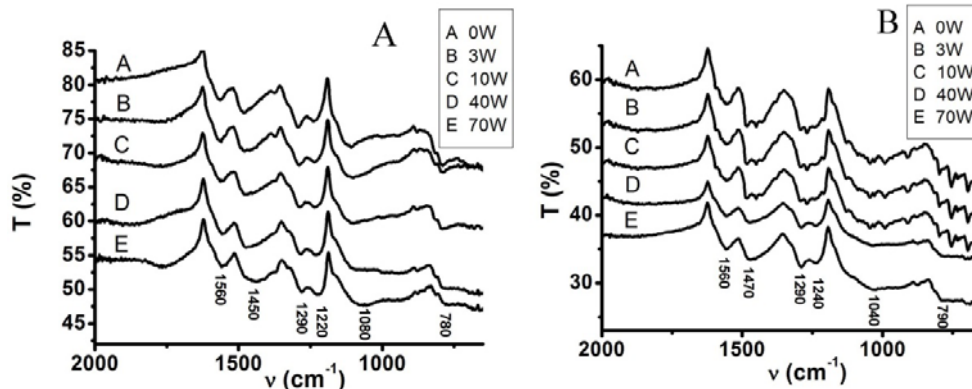 A
A 0W
B 3W
C 10W
D 40W
E 70W
85
80
75
70
65
60
55
50
45
T (%)
A
B
C
D
E
1560
1450
1290
1220
1080
780
2000 1500 1000
ν (cm⁻¹)
B
A 0W
B 3W
C 10W
D 40W
E 70W
60
50
40
30
T (%)
A
B
C
D
E
1560
1470
1290
1240
1040
790
2000 1500 1000
ν (cm⁻¹)